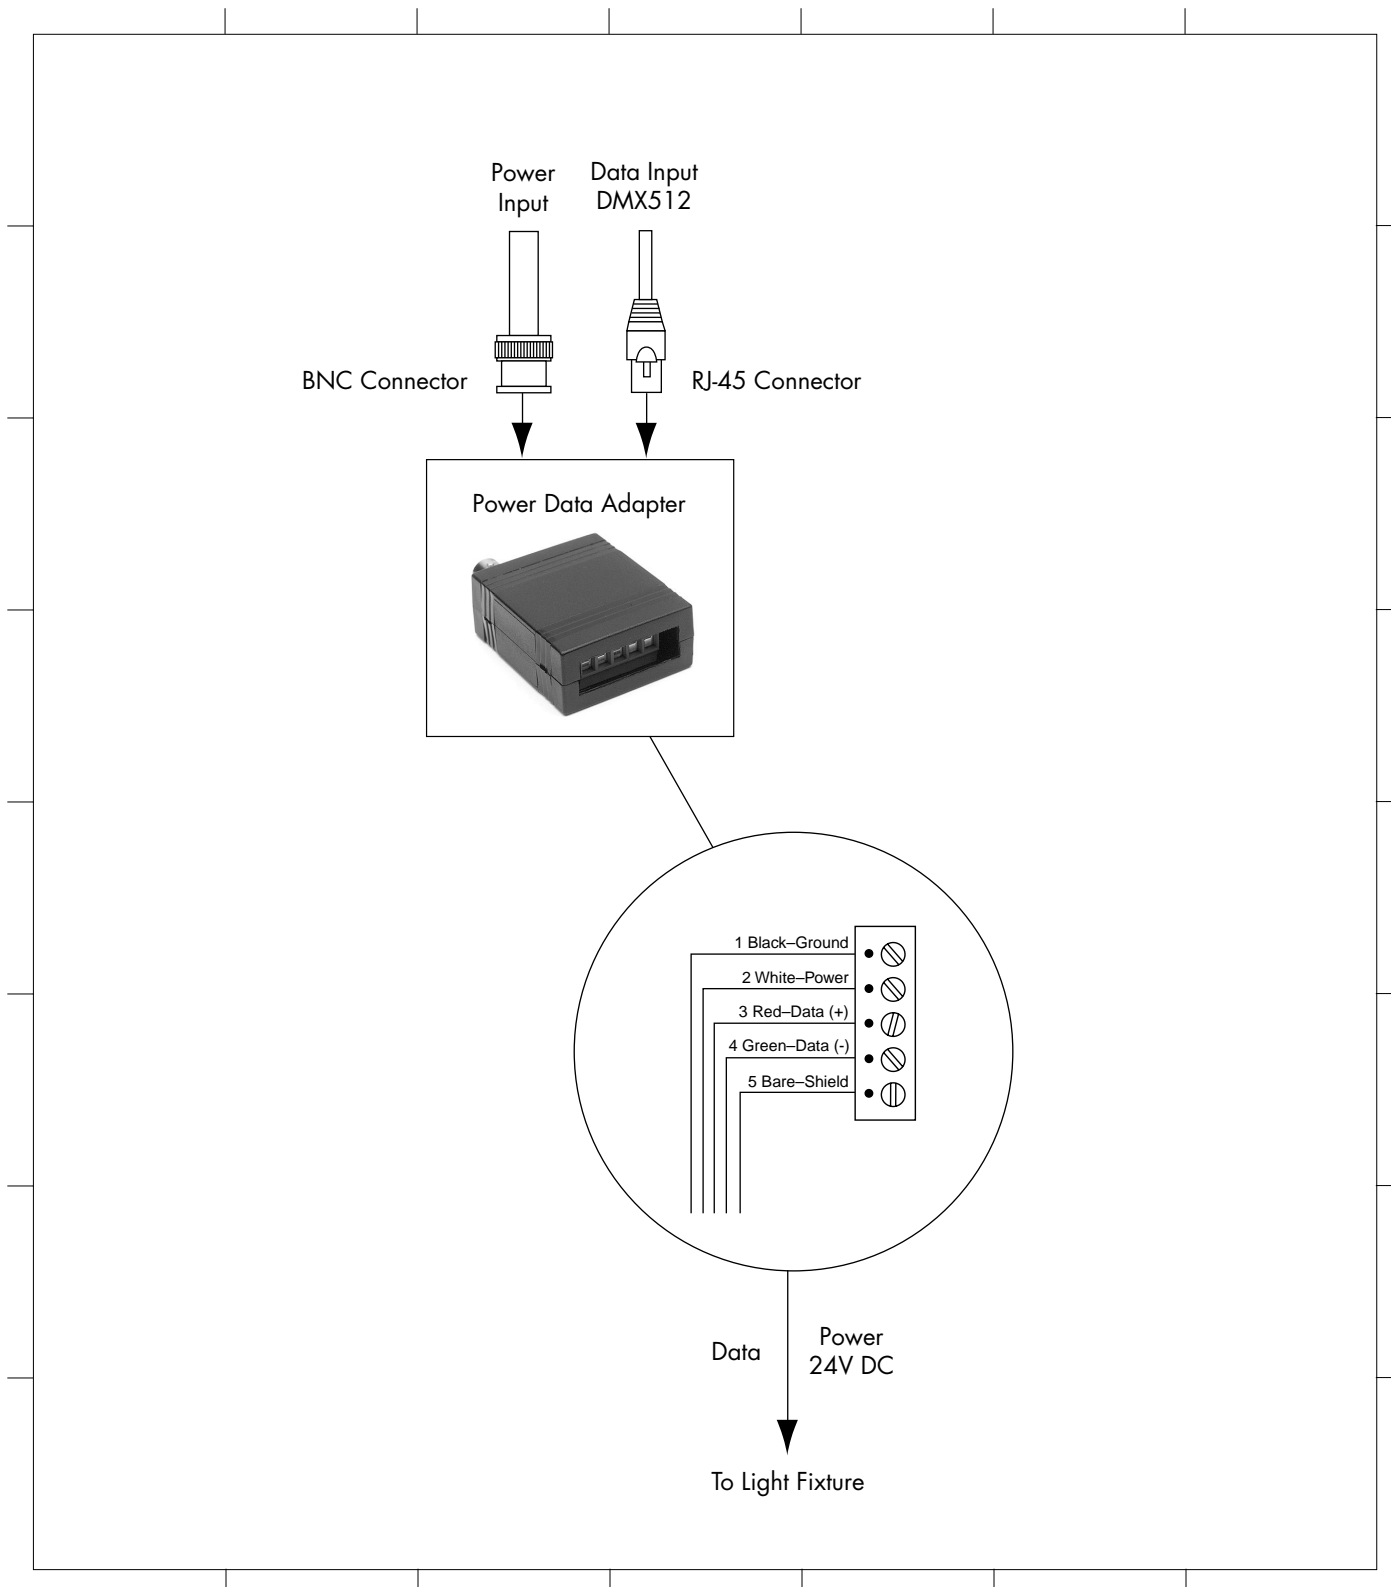 Power
Input
Data Input
DMX512
BNC Connector
RJ-45 Connector
Power Data Adapter
1 Black–Ground
2 White–Power
3 Red–Data (+)
4 Green–Data (-)
5 Bare–Shield
Data
Power
24V DC
To Light Fixture